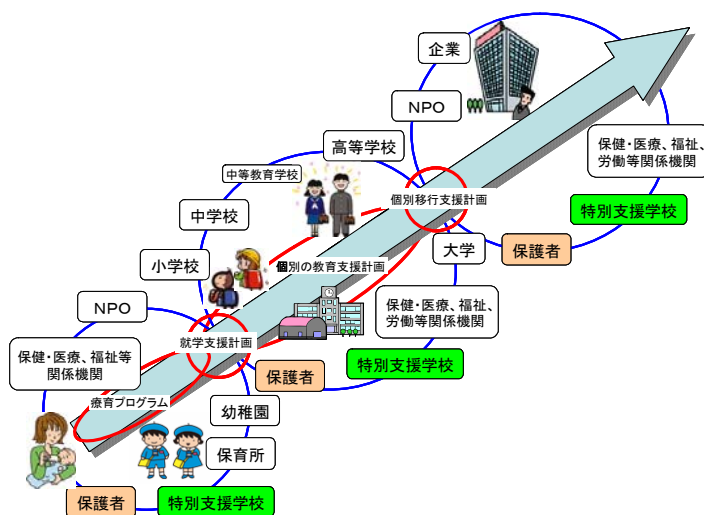 企業
NPO
保健・医療、福祉、
労働等関係機関
特別支援学校
保護者
個別移行支援計画
高等学校
中等教育学校
中学校
小学校
大学
個別の教育支援計画
保健・医療、福祉、
労働等関係機関
特別支援学校
保護者
就学支援計画
NPO
保健・医療、福祉等
関係機関
療育プログラム
幼稚園
保育所
特別支援学校
保護者